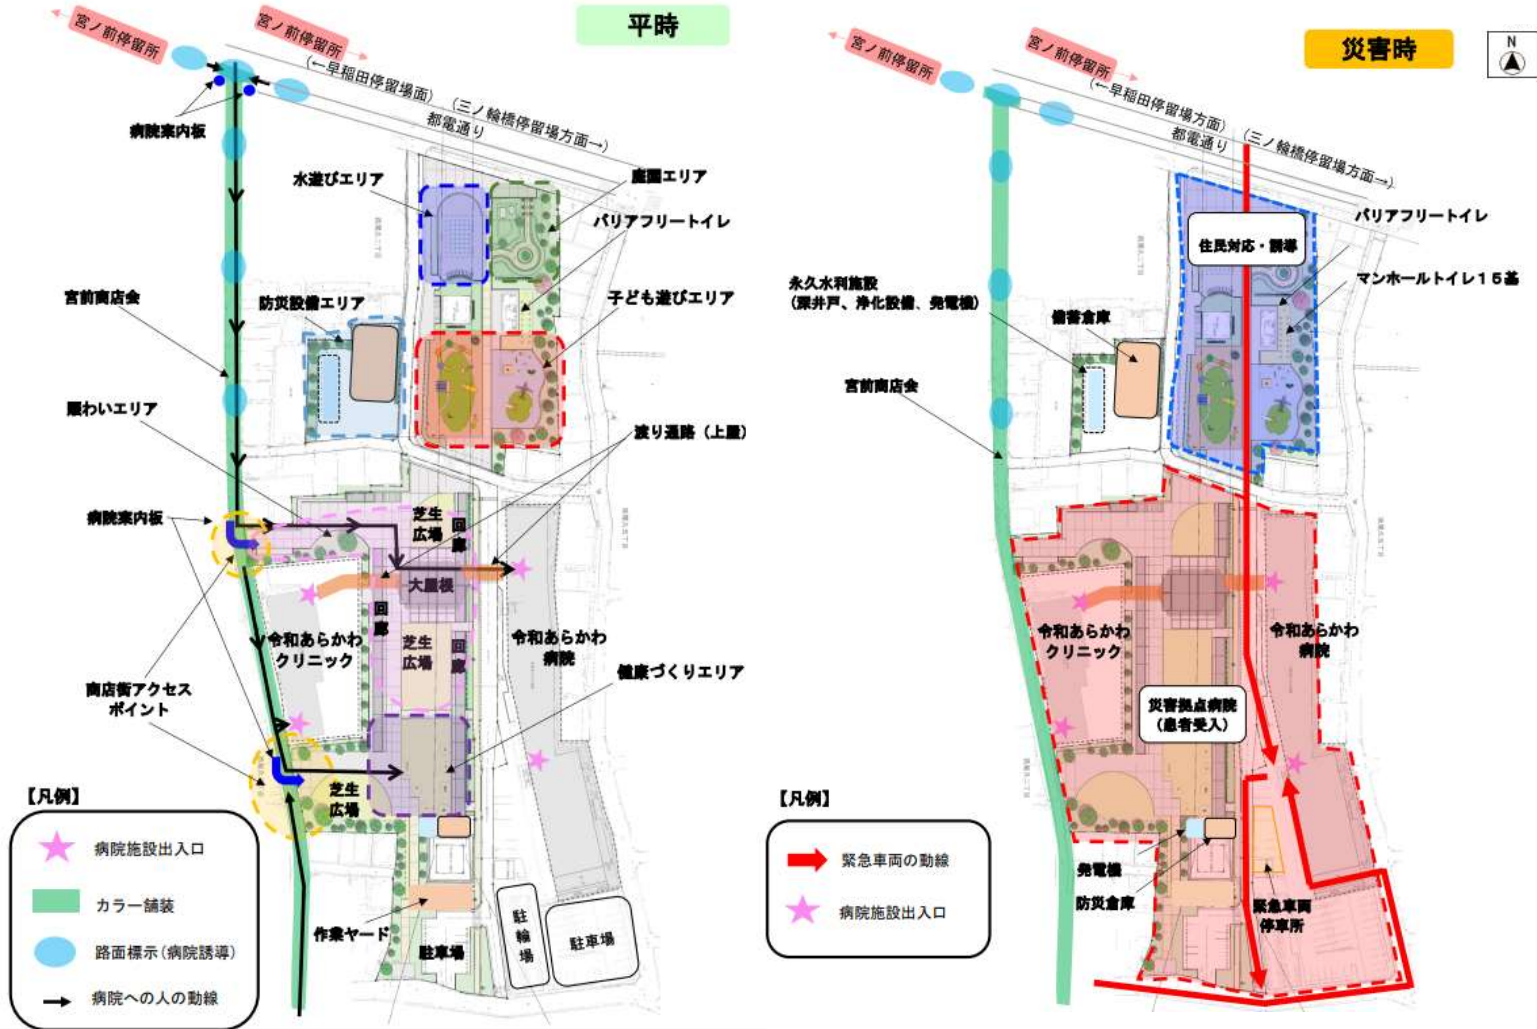 平時
宮ノ前停留所
宮ノ前停留所
(←早稲田停留場方面)
(三ノ輪橋停留場方面→)
都電通り
病院案内板
水遊びエリア
庭園エリア
バリアフリートイレ
子ども遊びエリア
宮前商店会
防災設備エリア
賑わいエリア
渡り通路(上屋)
病院案内板
芝生
広場
回廊
大屋根
回廊
芝生
広場
回廊
令和あらかわ
クリニック
令和あらかわ
病院
商店街アクセス
ポイント
健康づくりエリア
芝生
広場
作業ヤード
駐車場
駐輪場
駐車場
【凡例】
病院施設出入口
カラー舗装
路面標示(病院誘導)
病院への人の動線
災害時
N
宮ノ前停留所
宮ノ前停留所
(←早稲田停留場方面)
(三ノ輪橋停留場方面→)
都電通り
住民対応・誘導
バリアフリートイレ
マンホールトイレ15基
永久水利施設
(深井戸、浄化設備、発電機)
備蓄倉庫
宮前商店会
令和あらかわ
クリニック
令和あらかわ
病院
災害拠点病院
(患者受入)
発電機
防災倉庫
緊急車両
停車所
【凡例】
緊急車両の動線
病院施設出入口